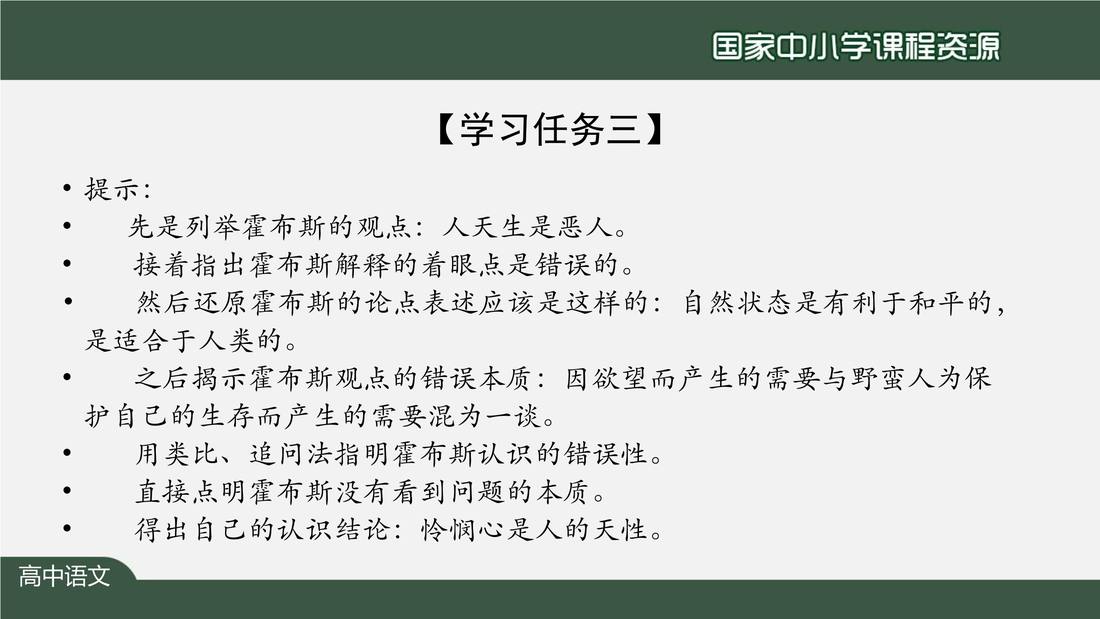 国家中小学课程资源
【学习任务三】
• 提示：
• 先是列举霍布斯的观点：人天生是恶人。
• 接着指出霍布斯解释的着眼点是错误的。
• 然后还原霍布斯的论点表述应该是这样的：自然状态是有利于和平的，
是适合于人类的。
• 之后揭示霍布斯观点的错误本质：因欲望而产生的需要与野蛮人为保
护自己的生存而产生的需要混为一谈。
• 用类比、追问法指明霍布斯认识的错误性。
• 直接点明霍布斯没有看到问题的本质。
• 得出自己的认识结论：怜悯心是人的天性。
高中语文